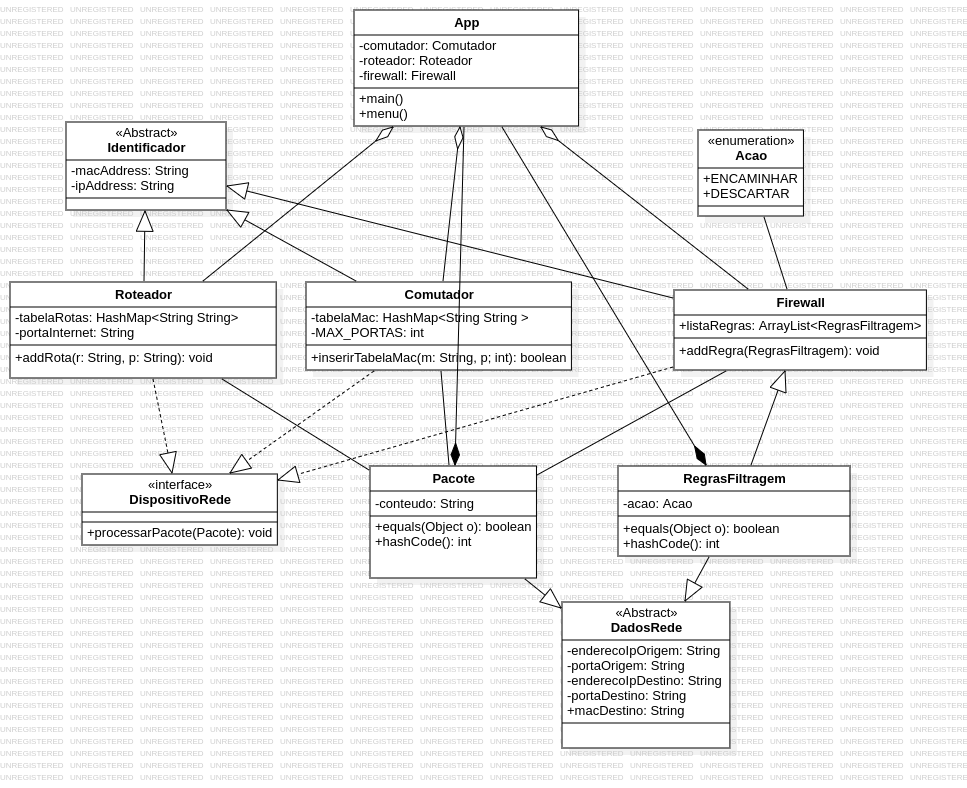 App
-comutador: Comutador
-roteador: Roteador
-firewall: Firewall
+main()
+menu()
«Abstract»
Identificador
-macAddress: String
-ipAddress: String
«enumeration»
Acao
+ENCAMINHAR
+DESCARTAR
Roteador
-tabelaRotas: HashMap<String String>
-portaInternet: String
+addRota(r: String, p: String): void
Comutador
-tabelaMac: HashMap<String String >
-MAX_PORTAS: int
+inserirTabelaMac(m: String, p; int): boolean
Firewall
+listaRegras: ArrayList<RegrasFiltragem>
+addRegra(RegrasFiltragem): void
«interface»
DispositivoRede
+processarPacote(Pacote): void
Pacote
-conteudo: String
+equals(Object o): boolean
+hashCode(): int
RegrasFiltragem
-acao: Acao
+equals(Object o): boolean
+hashCode(): int
«Abstract»
DadosRede
-enderecoIpOrigem: String
-portaOrigem: String
-enderecoIpDestino: String
-portaDestino: String
+macDestino: String
UNREGISTERED